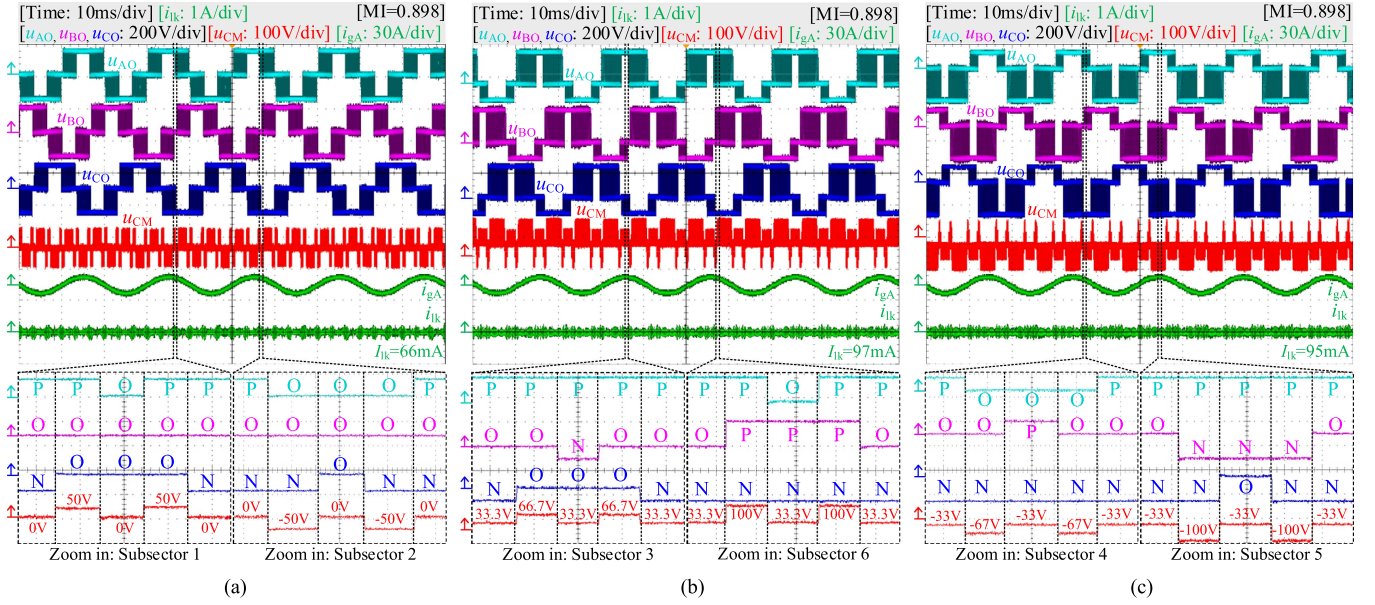 [Time: 10ms/div] [ilk: 1A/div] [MI=0.898]
[uAO, uBO, uCO: 200V/div] [uCM: 100V/div] [igA: 30A/div]
uAO
uBO
uCO
uCM
igA
ilk
Ilk=66mA
P P O P P P O O O P
O O O O O O O O O O
N O O O N N N O N N
0V 50V 0V 50V 0V 0V -50V 0V -50V 0V
Zoom in: Subsector 1 Zoom in: Subsector 2
(a)
[Time: 10ms/div] [ilk: 1A/div] [MI=0.898]
[uAO, uBO, uCO: 200V/div] [uCM: 100V/div] [igA: 30A/div]
uAO
uBO
uCO
uCM
igA
ilk
Ilk=97mA
P P P P P P P O P P
O O N O O O P P P O
N O O O N N N N N N
33.3V 66.7V 33.3V 66.7V 33.3V 33.3V 100V 33.3V 100V 33.3V
Zoom in: Subsector 3 Zoom in: Subsector 6
(b)
[Time: 10ms/div] [ilk: 1A/div] [MI=0.898]
[uAO, uBO, uCO: 200V/div] [uCM: 100V/div] [igA: 30A/div]
uAO
uBO
uCO
uCM
igA
ilk
Ilk=95mA
P O O O P P P P P P
O O P O O O N N N O
N N N N N N N O N N
-33V -67V -33V -67V -33V -33V -100V -33V -100V -33V
Zoom in: Subsector 4 Zoom in: Subsector 5
(c)